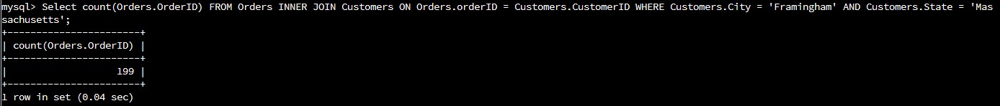 mysql> Select count(Orders.OrderID) FROM Orders INNER JOIN Customers ON Orders.orderID = Customers.CustomerID WHERE Customers.City = 'Framingham' AND Customers.State = 'Mas
sachusetts';
+-----------------------+
| count(Orders.OrderID) |
+-----------------------+
|                   199 |
+-----------------------+
1 row in set (0.04 sec)